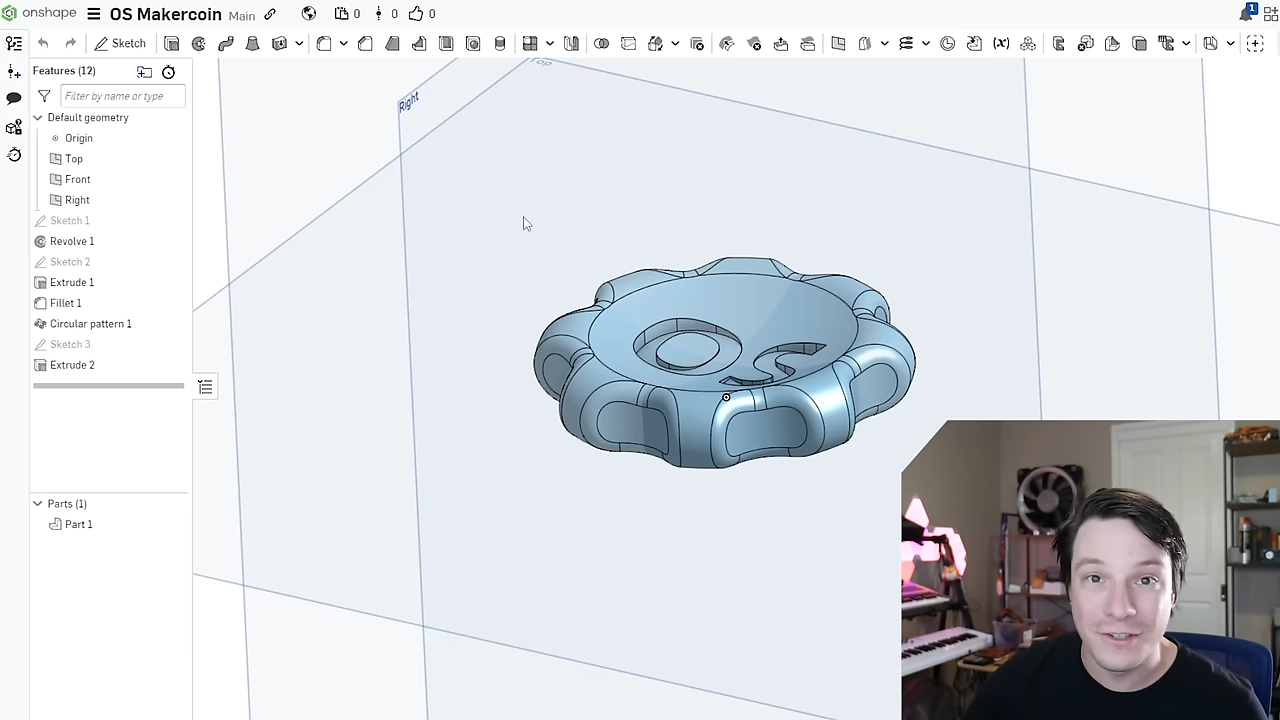 onshape OS Makercoin Main 0 0 0 1
Sketch (x)
Features (12)
Filter by name or type
Default geometry
Origin
Top
Front
Right
Sketch 1
Revolve 1
Sketch 2
Extrude 1
Fillet 1
Circular pattern 1
Sketch 3
Extrude 2
Parts (1)
Part 1
Top
Right
OS